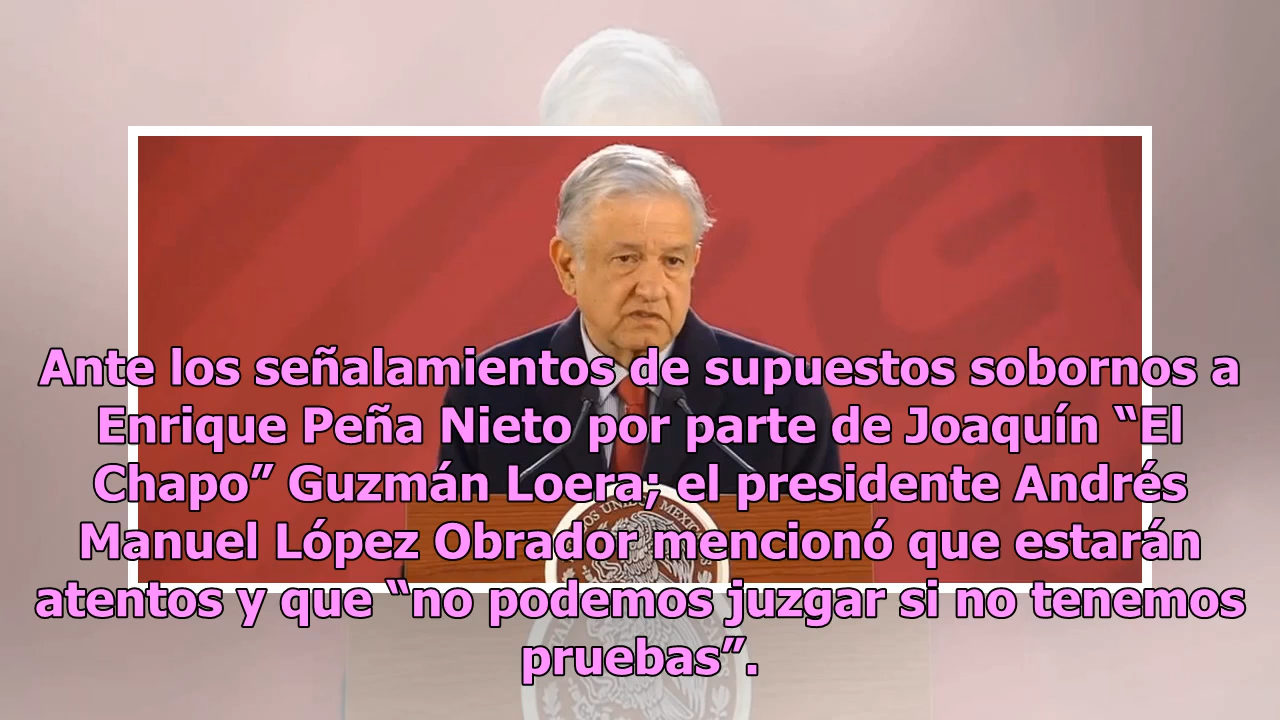 Ante los señalamientos de supuestos sobornos a
Enrique Peña Nieto por parte de Joaquín “El
Chapo” Guzmán Loera; el presidente Andrés
Manuel López Obrador mencionó que estarán
atentos y que “no podemos juzgar si no tenemos
pruebas”.